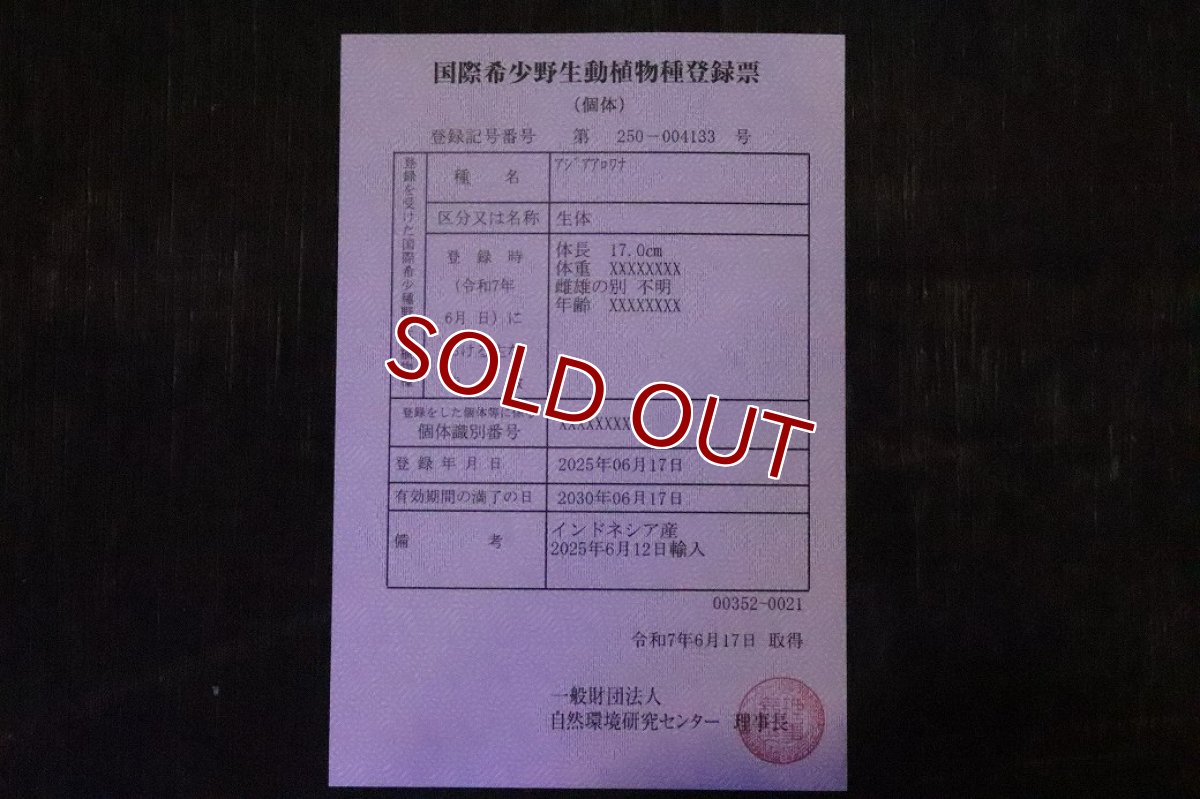 国際希少野生動植物種登録票
（個体）
登録記号番号 第 250－004133 号
登録を受けた国際希少種野
種 名 ｱｼﾞｱｱﾛﾜﾅ
区分又は名称 生体
登 録 時
（令和7年
6月 日）に
体長 17.0cm
体重 XXXXXXXX
雌雄の別 不明
年齢 XXXXXXXX
SOLD OUT
登録をした個体等に係る
個体識別番号
XXXXXXXX
登 録 年 月 日 2025年06月17日
有効期間の満了の日 2030年06月17日
備 考
インドネシア産
2025年6月12日輸入
00352-0021
令和7年6月17日 取得
一般財団法人
自然環境研究センター 理事長